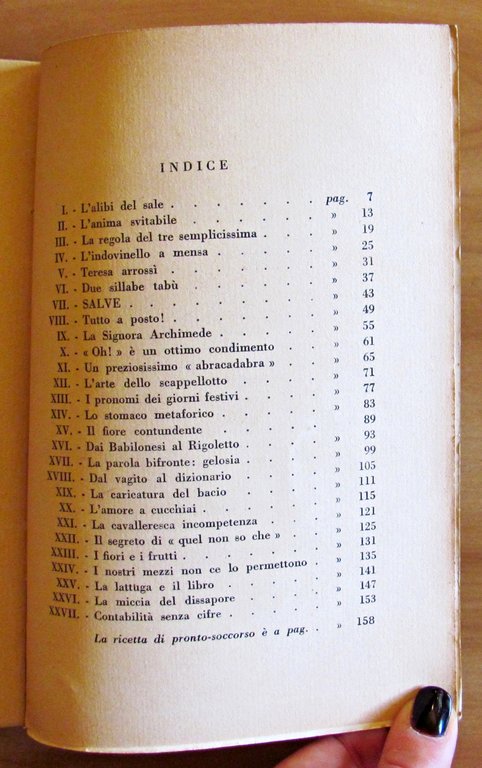 INDICE
I. - L'alibi del sale . . . . . . . pag. 7
II. - L'anima svitabile . . . . . . » 13
III. - La regola del tre semplicissima . . . » 19
IV. - L'indovinello a mensa . . . . . » 25
V. - Teresa arrossì . . . . . . . » 31
VI. - Due sillabe tabù . . . . . . » 37
VII. - SALVE . . . . . . . . » 43
VIII. - Tutto a posto! . . . . . . . » 49
IX. - La Signora Archimede . . . . . » 55
X. - « Oh! » è un ottimo condimento . . . » 61
XI. - Un preziosissimo « abracadabra » . . . » 65
XII. - L'arte dello scappellotto . . . . » 71
XIII. - I pronomi dei giorni festivi . . . . » 77
XIV. - Lo stomaco metaforico . . . . . » 83
XV. - Il fiore contundente . . . . . » 89
XVI. - Dai Babilonesi al Rigoletto . . . . » 93
XVII. - La parola bifronte: gelosia . . . . » 99
XVIII. - Dal vagito al dizionario . . . . » 105
XIX. - La caricatura del bacio . . . . » 111
XX. - L'amore a cucchiai . . . . . » 115
XXI. - La cavalleresca incompetenza . . . » 121
XXII. - Il segreto di « quel non so che » . . . » 125
XXIII. - I fiori e i frutti . . . . . . » 131
XXIV. - I nostri mezzi non ce lo permettono . . » 135
XXV. - La lattuga e il libro . . . . . » 141
XXVI. - La miccia del dissapore . . . . » 147
XXVII. - Contabilità senza cifre . . . . . » 153
La ricetta di pronto-soccorso è a pag. . » 158